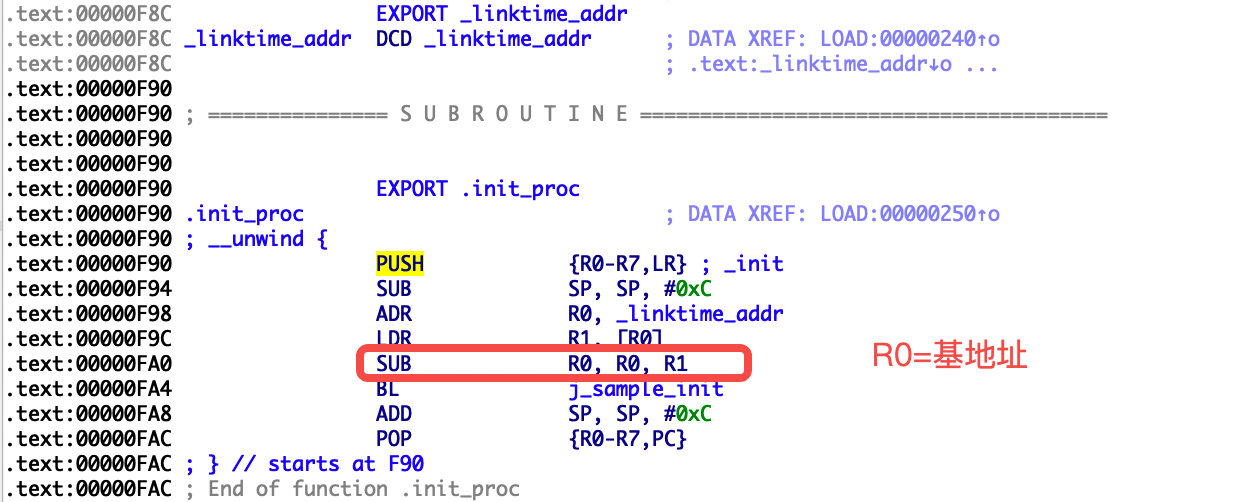 .text:00000F8C EXPORT _linktime_addr
.text:00000F8C _linktime_addr DCD _linktime_addr ; DATA XREF: LOAD:00000240↑o
.text:00000F8C ; .text:_linktime_addr↓o ...
.text:00000F90
.text:00000F90 ; =============== S U B R O U T I N E =======================================
.text:00000F90
.text:00000F90
.text:00000F90 EXPORT .init_proc
.text:00000F90 .init_proc ; DATA XREF: LOAD:00000250↑o
.text:00000F90 ; __unwind {
.text:00000F90 PUSH {R0-R7,LR} ; _init
.text:00000F94 SUB SP, SP, #0xC
.text:00000F98 ADR R0, _linktime_addr
.text:00000F9C LDR R1, [R0]
.text:00000FA0 SUB R0, R0, R1 R0=基地址
.text:00000FA4 BL j_sample_init
.text:00000FA8 ADD SP, SP, #0xC
.text:00000FAC POP {R0-R7,PC}
.text:00000FAC ; } // starts at F90
.text:00000FAC ; End of function .init_proc